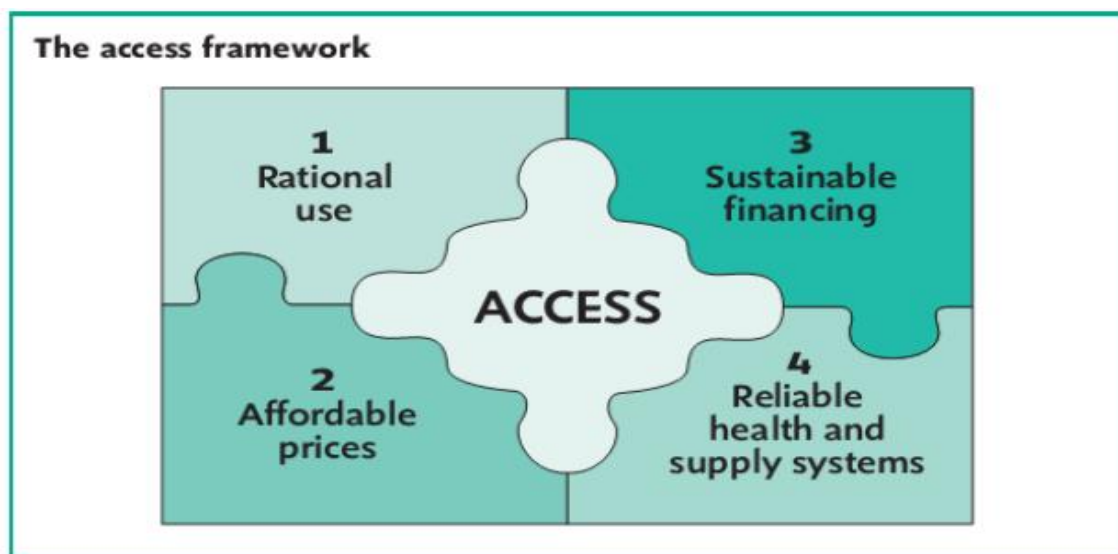 The access framework
1
Rational
use
3
Sustainable
financing
ACCESS
2
Affordable
prices
4
Reliable
health and
supply systems